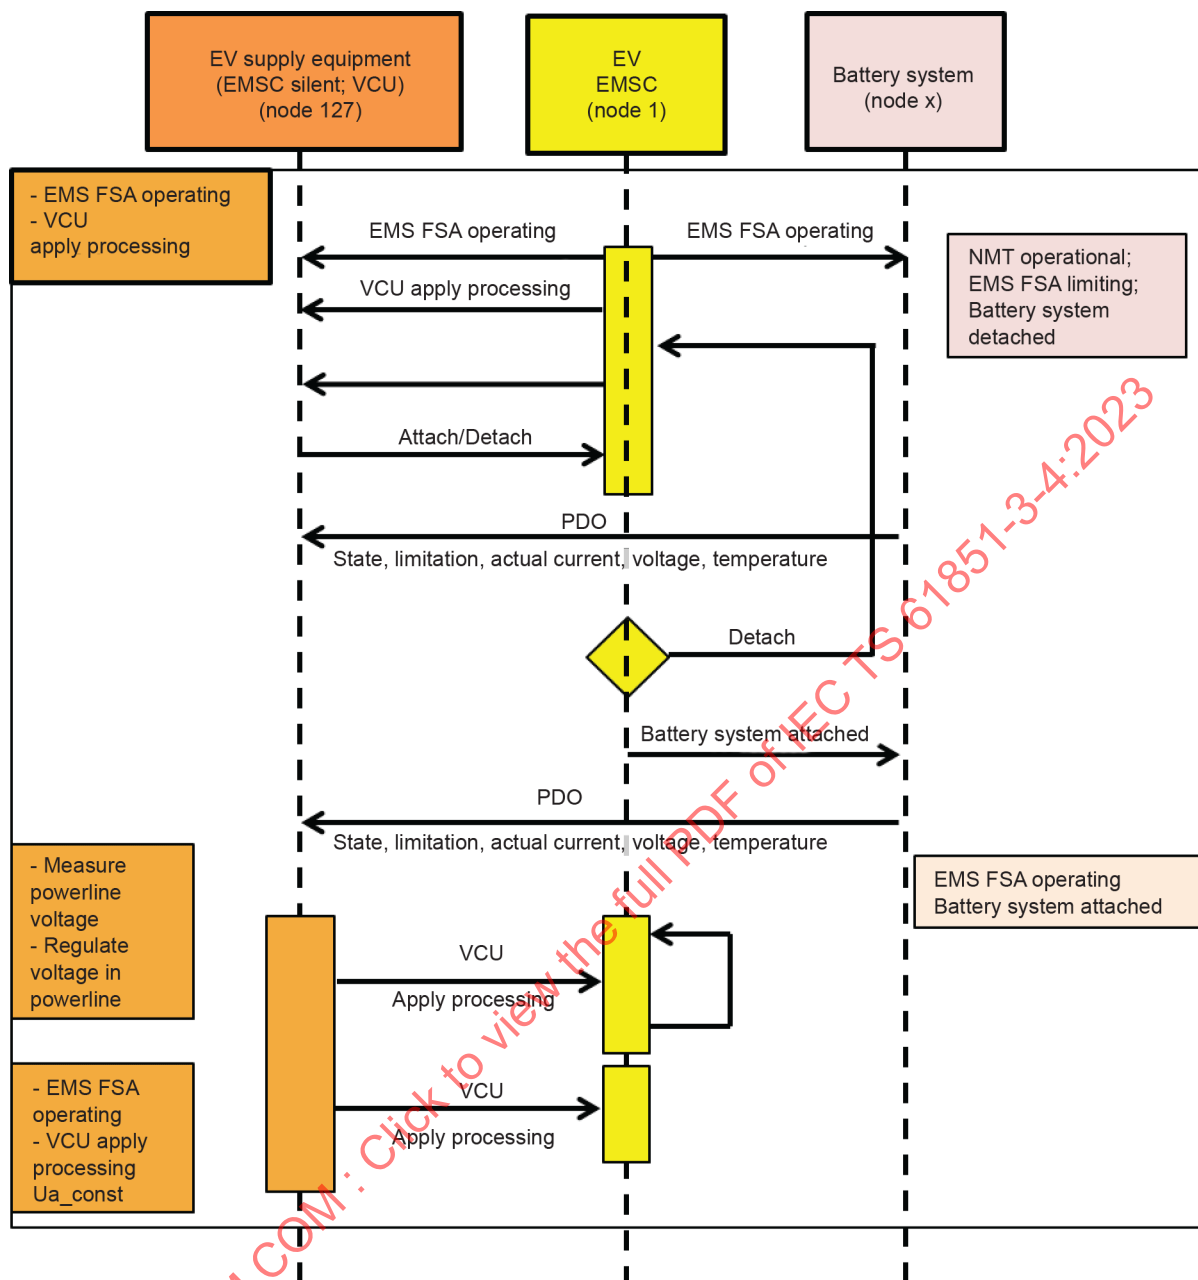 EV supply equipment
(EMSC silent; VCU)
(node 127)
EV
EMSC
(node 1)
Battery system
(node x)
- EMS FSA operating
- VCU
apply processing
EMS FSA operating
EMS FSA operating
NMT operational;
EMS FSA limiting;
Battery system
detached
VCU apply processing
Attach/Detach
PDO
State, limitation, actual current, voltage, temperature
Detach
Battery system attached
PDO
State, limitation, actual current, voltage, temperature
- Measure
powerline
voltage
- Regulate
voltage in
powerline
EMS FSA operating
Battery system attached
VCU
Apply processing
- EMS FSA
operating
- VCU apply
processing
Ua_const
VCU
Apply processing
COM : Click to view the full PDF of IEC TS 61851-3-4:2023